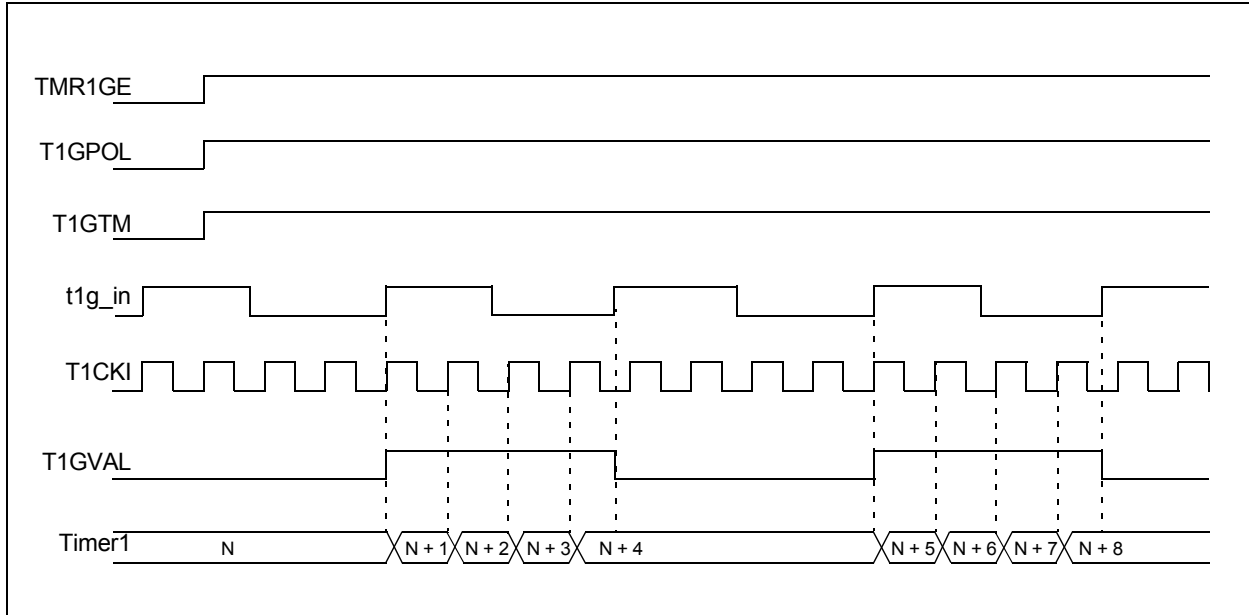 TMR1GE
T1GPOL
T1GTM
t1g_in
T1CKI
T1GVAL
Timer1 N N + 1 N + 2 N + 3 N + 4 N + 5 N + 6 N + 7 N + 8